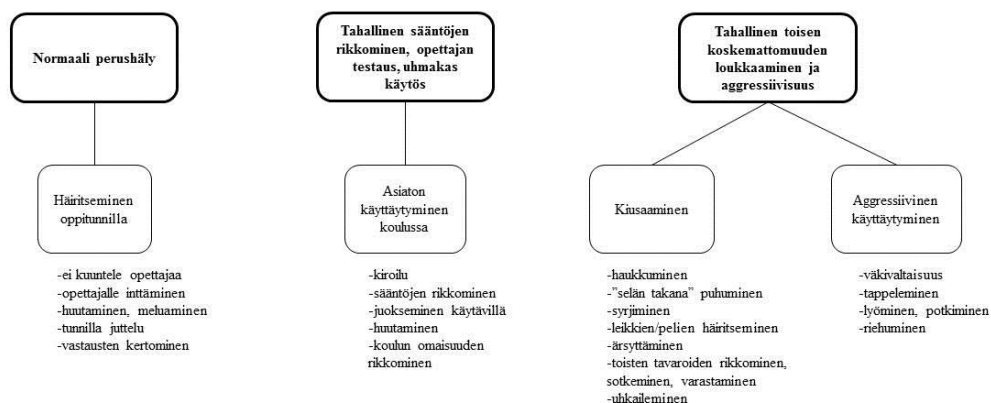 Normaali perushäly
Tahallinen sääntöjen
rikkominen, opettajan
testaus, uhmakas
käytös
Tahallinen toisen
koskemattomuuden
loukkaaminen ja
aggressiivisuus
Häiritseminen
oppitunnilla
Asiaton
käyttäytyminen
koulussa
Kiusaaminen
Aggressiivinen
käyttäytyminen
-ei kuuntele opettajaa
-opettajalle inttäminen
-huutaminen, meluaminen
-tunnilla juttelu
-vastausten kertominen
-kiroilu
-sääntöjen rikkominen
-juokseminen käytävillä
-huutaminen
-koulun omaisuuden
rikkominen
-haukkuminen
-"selän takana" puhuminen
-syrjiminen
-leikkien/pelien häiritseminen
-ärsyttäminen
-toisten tavaroiden rikkominen,
sotkeminen, varastaminen
-uhkaileminen
-väkivaltaisuus
-tappeleminen
-lyöminen, potkiminen
-riehuminen